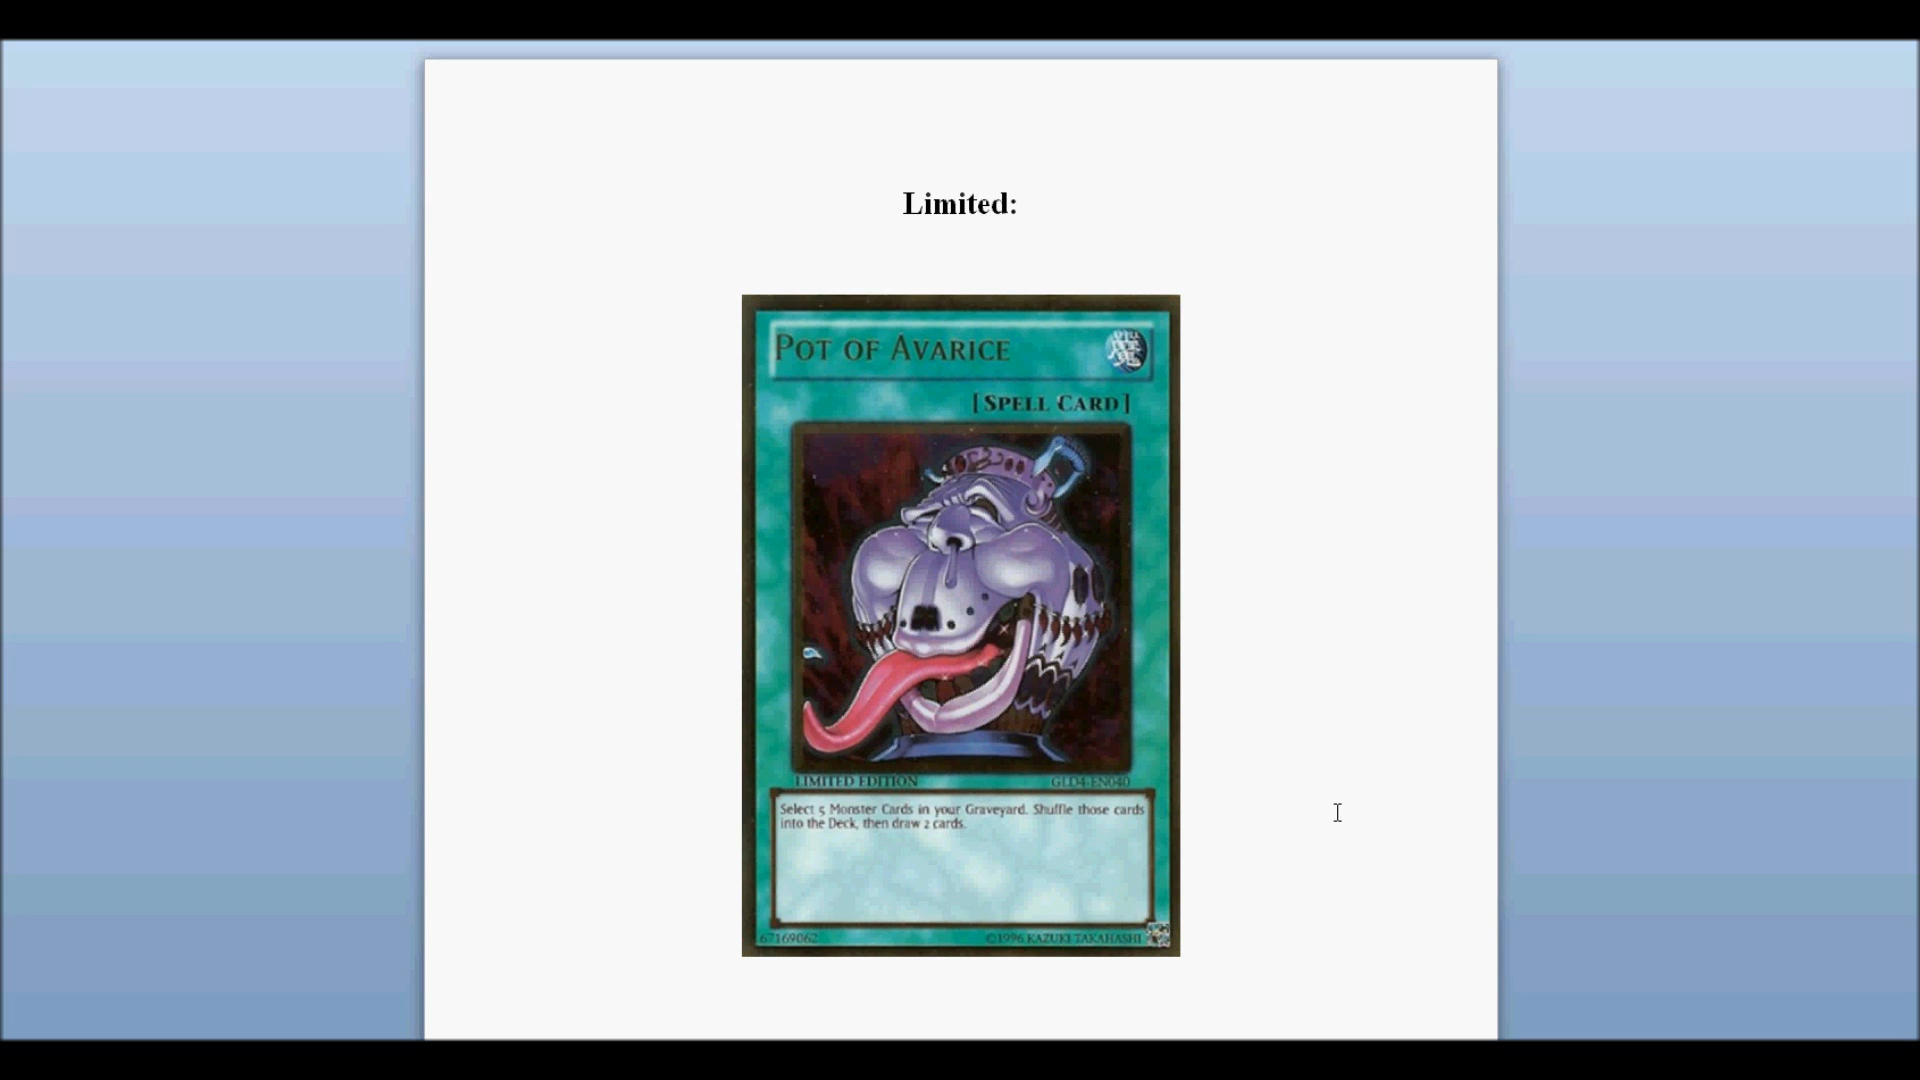 Limited:
POT OF AVARICE
[SPELL CARD]
LIMITED EDITION
GLD4-EN040
Select 5 Monster Cards in your Graveyard. Shuffle those cards
into the Deck, then draw 2 cards.
67169062
©1996 KAZUKI TAKAHASHI